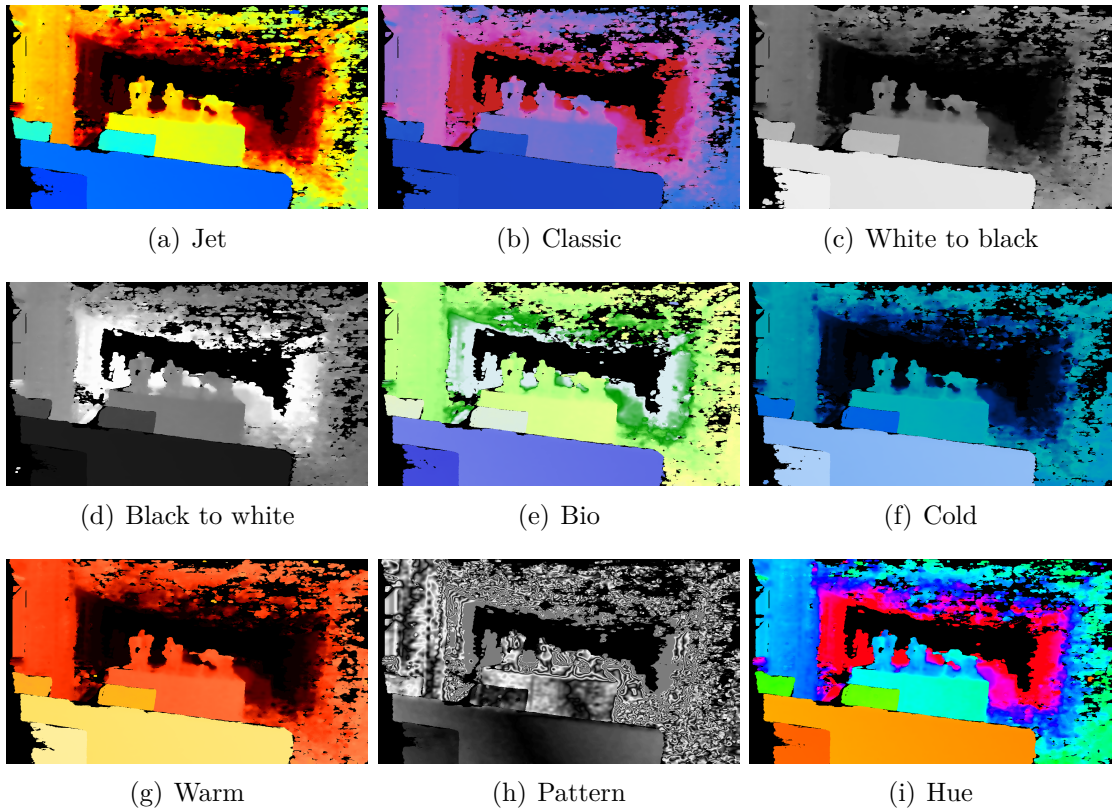 (a) Jet
(b) Classic
(c) White to black
(d) Black to white
(e) Bio
(f) Cold
(g) Warm
(h) Pattern
(i) Hue